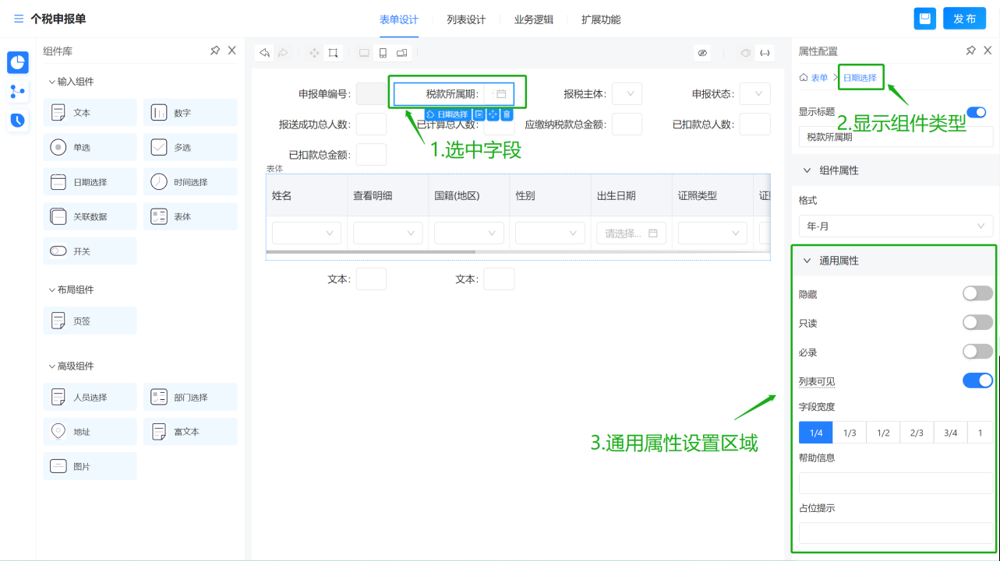 个税申报单
表单设计
列表设计
业务逻辑
扩展功能
发布
组件库
输入组件
文本
数字
单选
多选
日期选择
时间选择
关联数据
表体
开关
布局组件
页签
高级组件
人员选择
部门选择
地址
富文本
图片
申报单编号:
税款所属期:
报税主体:
申报状态:
日期选择
报送成功总人数:
已计算总人数:
应缴纳税款总金额:
已扣款总人数:
1.选中字段
已扣款总金额:
表体
姓名
查看明细
国籍(地区)
性别
出生日期
证照类型
证
请选择...
文本:
文本:
3.通用属性设置区域
属性配置
表单 > 日期选择
显示标题
2.显示组件类型
税款所属期
组件属性
格式
年-月
通用属性
隐藏
只读
必录
列表可见
字段宽度
1/4 1/3 1/2 2/3 3/4 1
帮助信息
占位提示